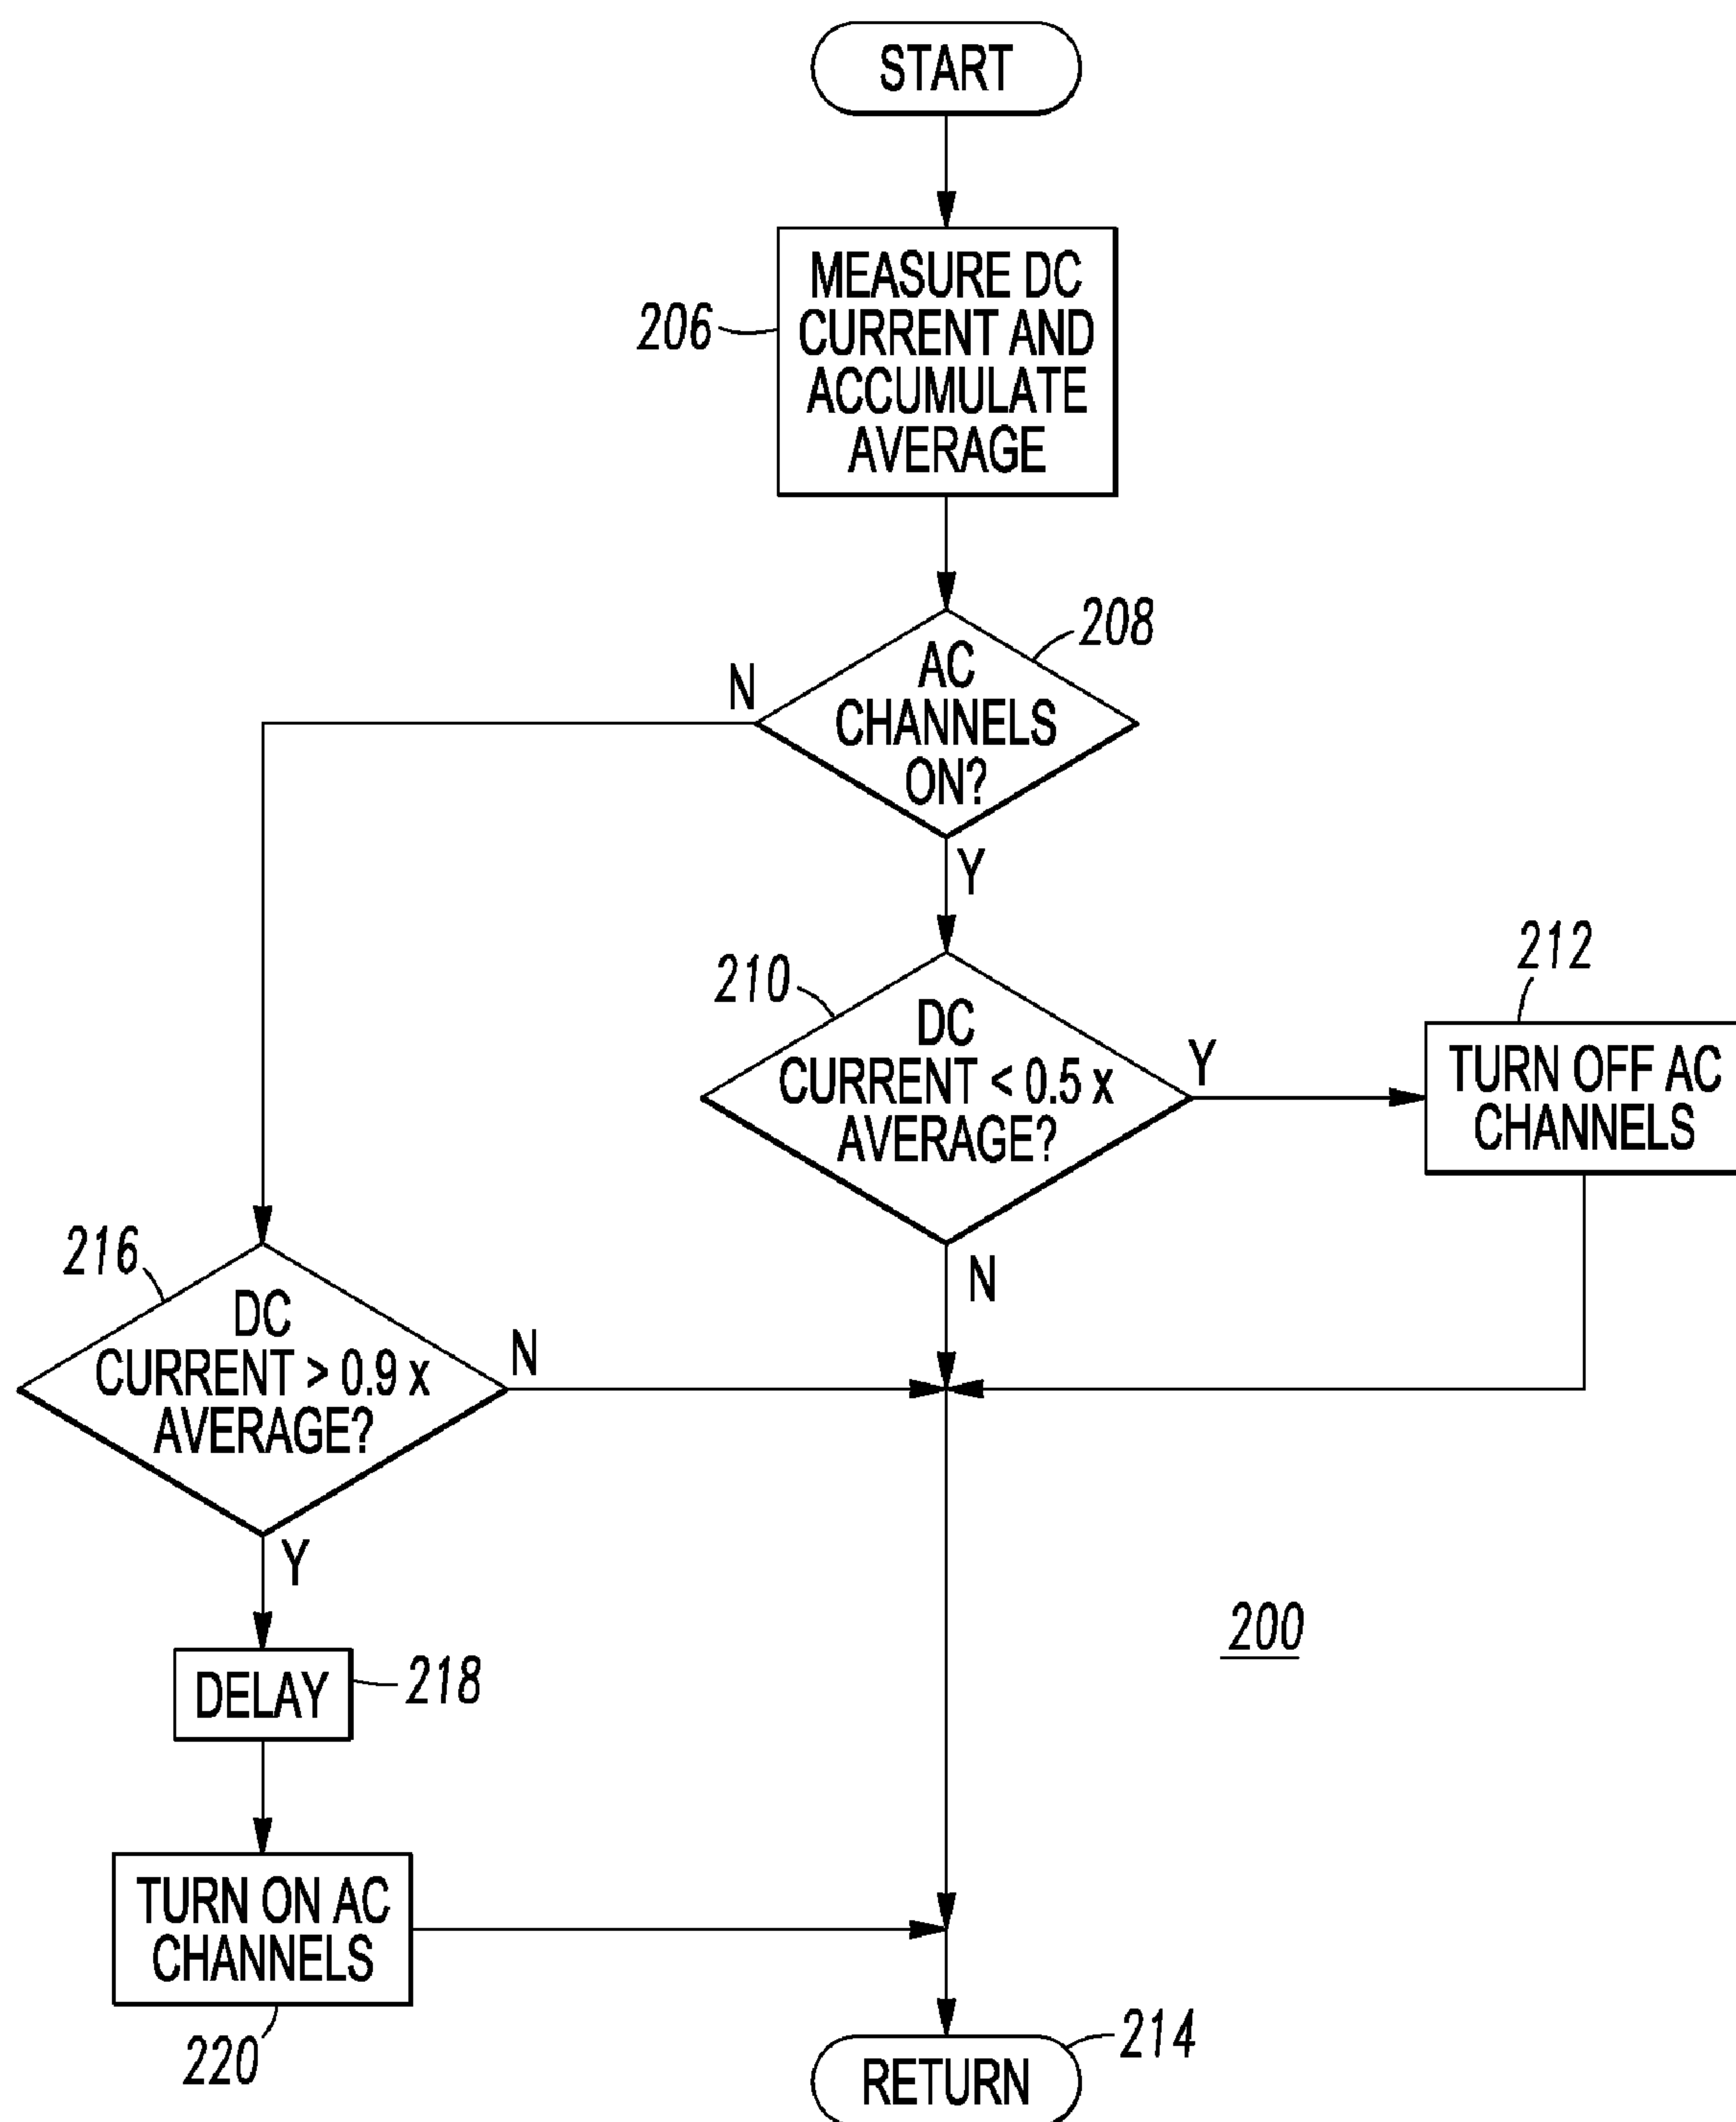 START
MEASURE DC
CURRENT AND
ACCUMULATE
AVERAGE
206
208
AC
CHANNELS
ON?
N
Y
210
DC
CURRENT < 0.5 x
AVERAGE?
Y
N
212
TURN OFF AC
CHANNELS
216
DC
CURRENT > 0.9 x
AVERAGE?
N
Y
200
DELAY
218
TURN ON AC
CHANNELS
220
RETURN
214